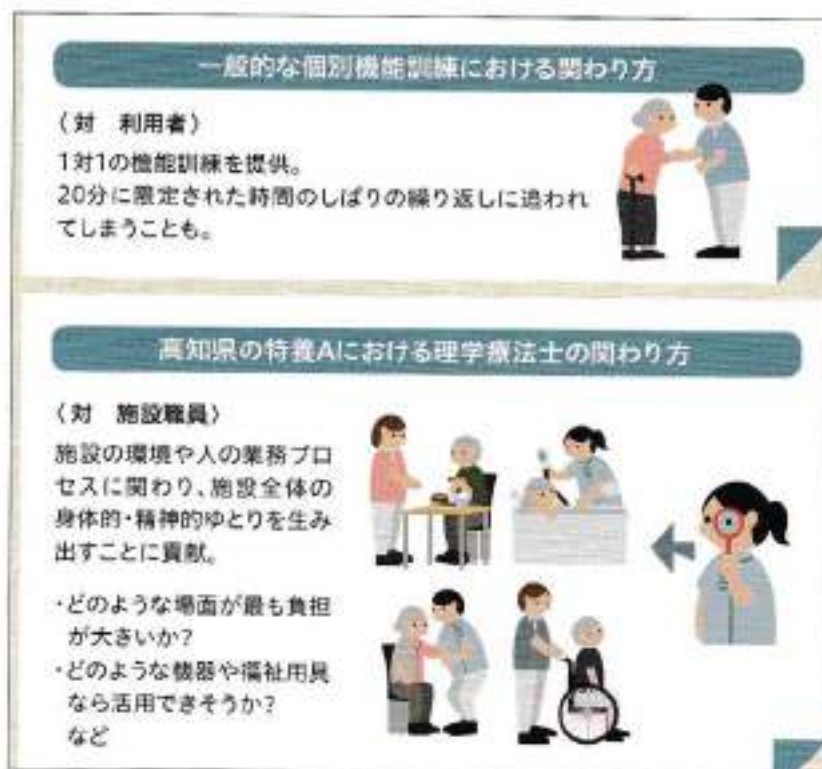 一般的な個別機能訓練における関わり方
〈対　利用者〉
1対1の機能訓練を提供。
20分に限定された時間のしばりの繰り返しに追われ
てしまうことも。
高知県の特養Aにおける理学療法士の関わり方
〈対　施設職員〉
施設の環境や人の業務プロ
セスに関わり、施設全体の
身体的・精神的ゆとりを生み
出すことに貢献。
・どのような場面が最も負担
が大きいか?
・どのような機器や福祉用具
なら活用できそうか?
など